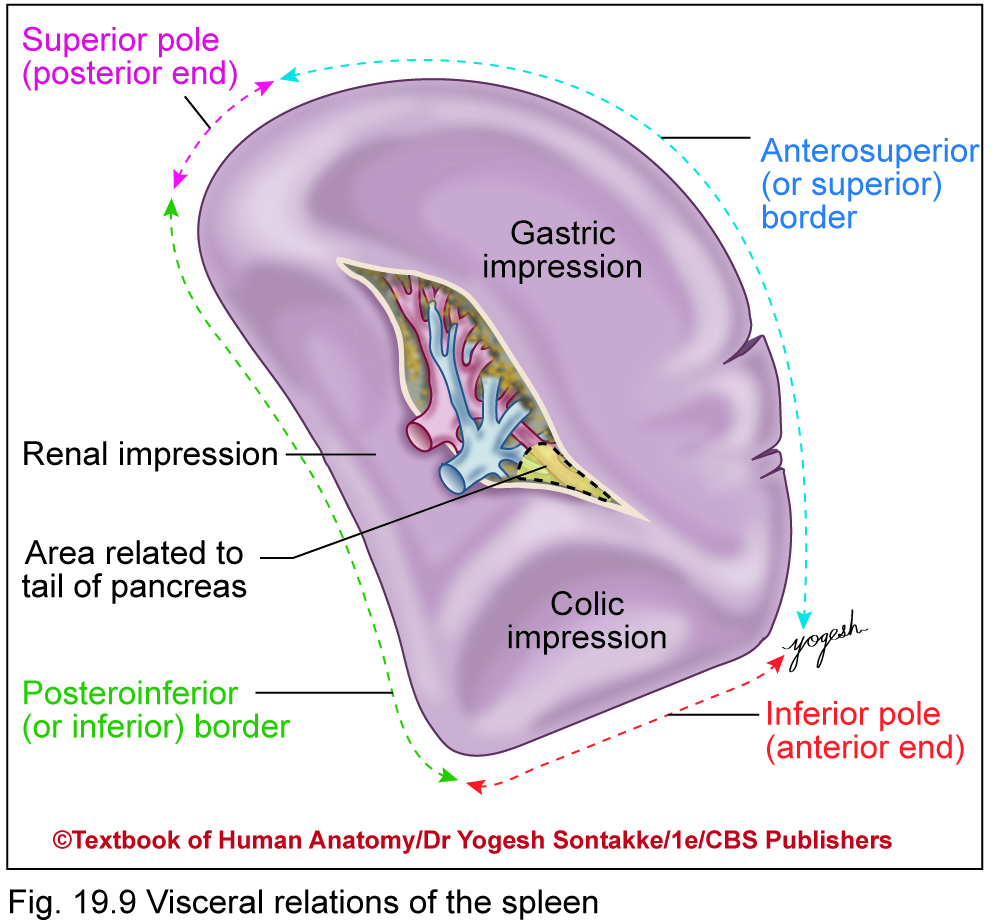 Superior pole
(posterior end)
Anterosuperior
(or superior)
border
Gastric
impression
Renal impression
Area related to
tail of pancreas
Colic
impression
yogesh
Posteroinferior
(or inferior) border
Inferior pole
(anterior end)
©Textbook of Human Anatomy/Dr Yogesh Sontakke/1e/CBS Publishers
Fig. 19.9 Visceral relations of the spleen